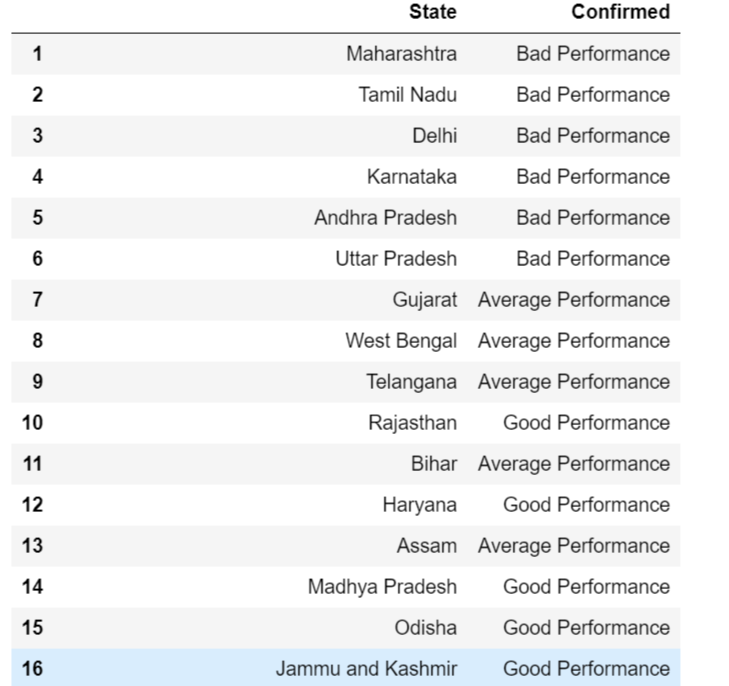 State Confirmed
1 Maharashtra Bad Performance
2 Tamil Nadu Bad Performance
3 Delhi Bad Performance
4 Karnataka Bad Performance
5 Andhra Pradesh Bad Performance
6 Uttar Pradesh Bad Performance
7 Gujarat Average Performance
8 West Bengal Average Performance
9 Telangana Average Performance
10 Rajasthan Good Performance
11 Bihar Average Performance
12 Haryana Good Performance
13 Assam Average Performance
14 Madhya Pradesh Good Performance
15 Odisha Good Performance
16 Jammu and Kashmir Good Performance